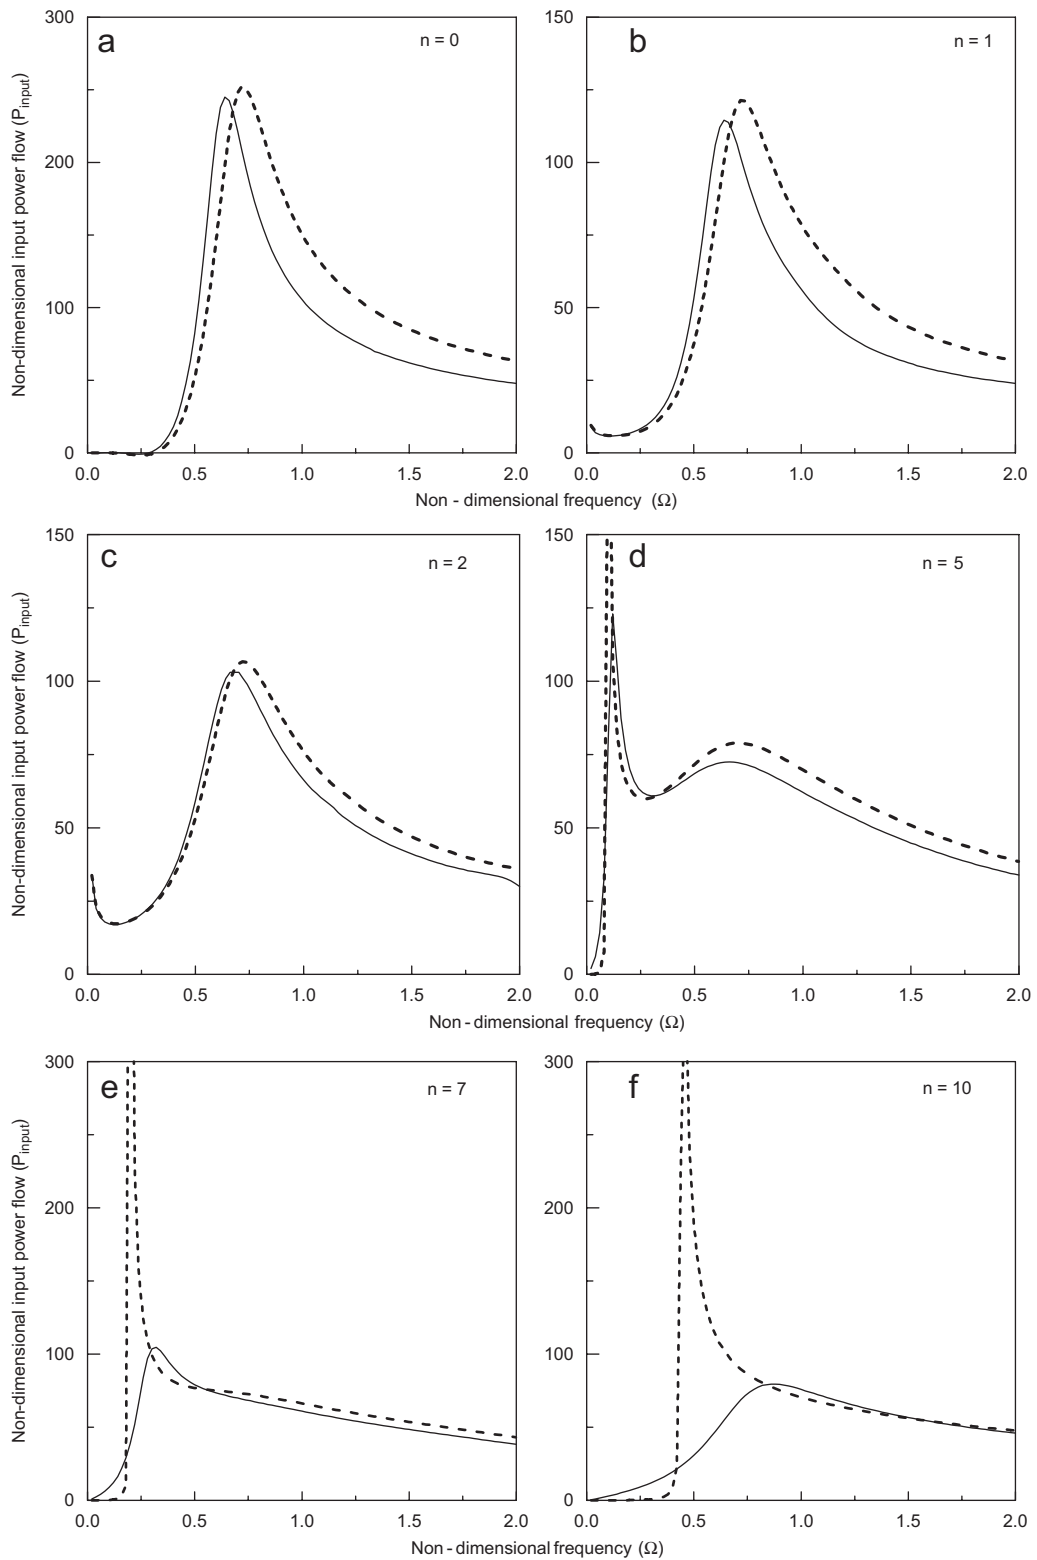 a
n = 0
300
200
100
0
0.0 0.5 1.0 1.5 2.0
b
n = 1
150
100
50
0
0.0 0.5 1.0 1.5 2.0
Non-dimensional input power flow (Pinput)
Non - dimensional frequency (Ω)
c
n = 2
150
100
50
0
0.0 0.5 1.0 1.5 2.0
d
n = 5
150
100
50
0
0.0 0.5 1.0 1.5 2.0
Non-dimensional input power flow (Pinput)
Non - dimensional frequency (Ω)
e
n = 7
300
200
100
0
0.0 0.5 1.0 1.5 2.0
f
n = 10
300
200
100
0
0.0 0.5 1.0 1.5 2.0
Non-dimensional input power flow (Pinput)
Non - dimensional frequency (Ω)